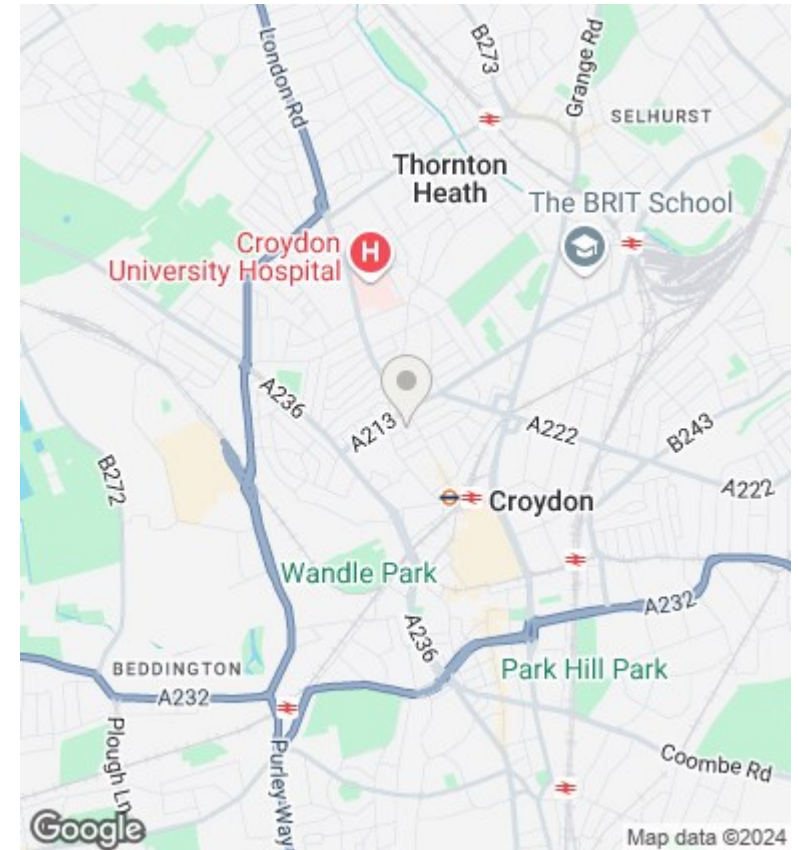 London Rd
B273
Grange Rd
SELHURST
Thornton
Heath
The BRIT School
Croydon
University Hospital
H
A236
A213
A222
B243
A222
B272
Croydon
Wandle Park
A236
A232
Park Hill Park
BEDDINGTON
A232
Plough Ln
Purley Way
Coombe Rd
Google
Map data ©2024